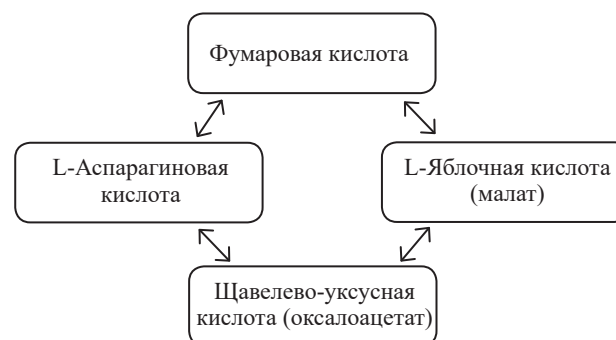 Фумаровая кислота
L-Аспарагиновая
кислота
L-Яблочная кислота
(малат)
Щавелево-уксусная
кислота (оксалоацетат)